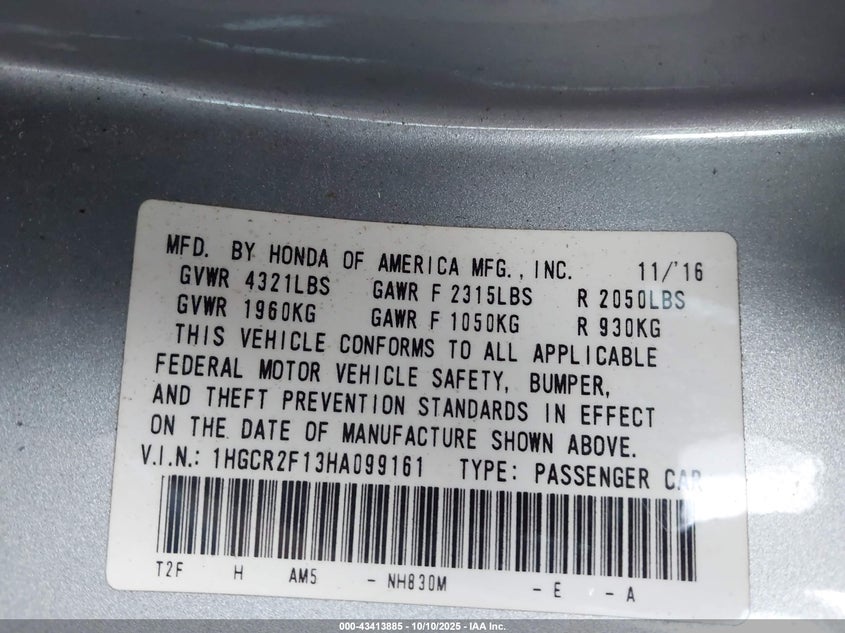 MFD. BY HONDA OF AMERICA MFG., INC. 11/'16
GVWR 4321LBS GAWR F 2315LBS R 2050LBS
GVWR 1960KG GAWR F 1050KG R 930KG
THIS VEHICLE CONFORMS TO ALL APPLICABLE
FEDERAL MOTOR VEHICLE SAFETY, BUMPER,
AND THEFT PREVENTION STANDARDS IN EFFECT
ON THE DATE OF MANUFACTURE SHOWN ABOVE.
V.I.N.: 1HGCR2F13HA099161 TYPE: PASSENGER CAR
T2F H AM5 - NH830M - E - A
000-43413885 - 10/10/2025 - IAA Inc.